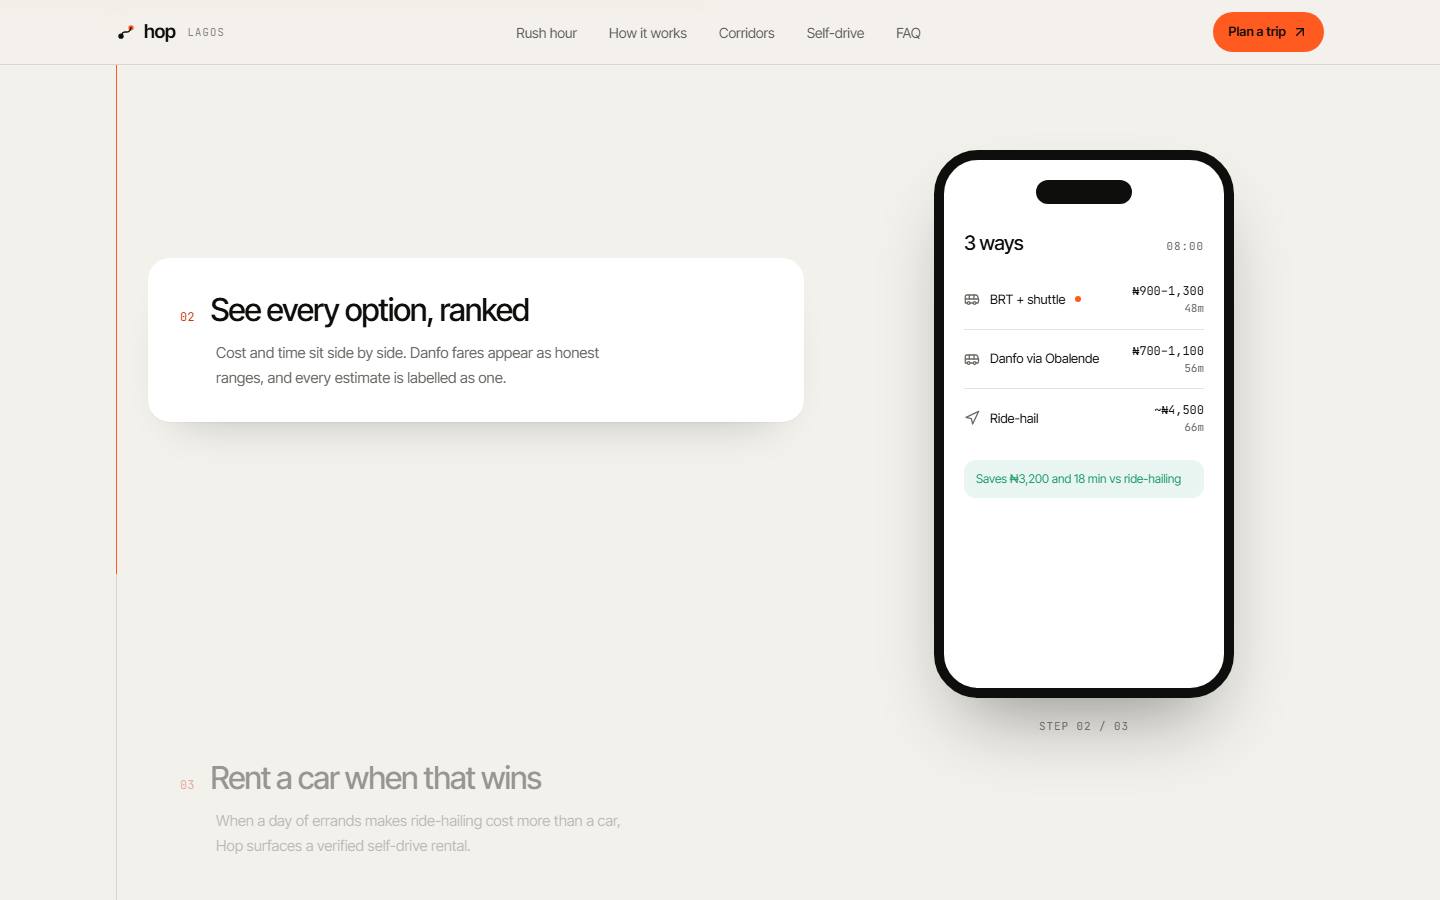 hop LAGOS
Rush hour How it works Corridors Self-drive FAQ
Plan a trip
02 See every option, ranked
Cost and time sit side by side. Danfo fares appear as honest
ranges, and every estimate is labelled as one.
3 ways 08:00
BRT + shuttle ₦900–1,300
48m
Danfo via Obalende ₦700–1,100
56m
Ride-hail ~₦4,500
66m
Saves ₦3,200 and 18 min vs ride-hailing
STEP 02 / 03
03 Rent a car when that wins
When a day of errands makes ride-hailing cost more than a car,
Hop surfaces a verified self-drive rental.